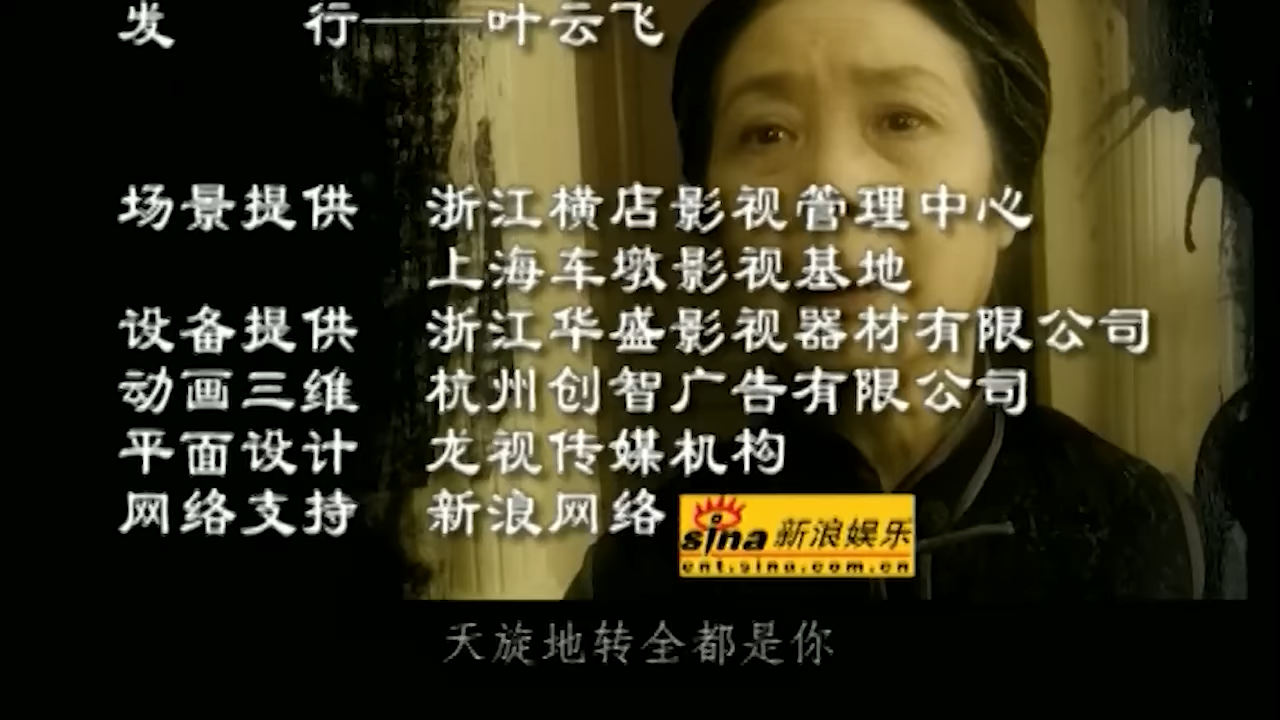 发 行——叶云飞
场景提供 浙江横店影视管理中心
上海车墩影视基地
设备提供 浙江华盛影视器材有限公司
动画三维 杭州创智广告有限公司
平面设计 龙视传媒机构
网络支持 新浪网络
sina 新浪娱乐
ent.sina.com.cn
天旋地转全都是你